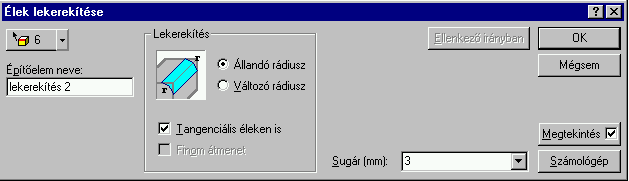 Élek lekerekítése
6
Építőelem neve:
lekerekítés 2
Lekerekítés
r
r
Állandó rádiusz
Változó rádiusz
Tangenciális éleken is
Finom átmenet
Ellenkező irányban
OK
Mégsem
Megtekintés
Sugár (mm):
3
Számológép